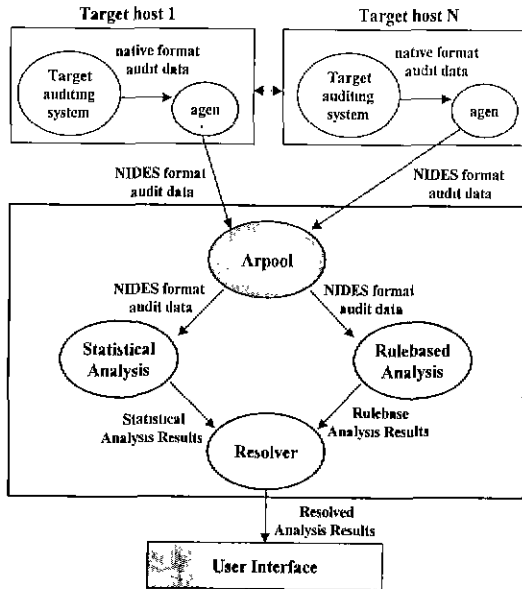 Target host 1
Target host N
native format
audit data
Target
auditing
system
agen
native format
audit data
Target
auditing
system
agen
NIDES format
audit data
NIDES format
audit data
Arpool
NIDES format
audit data
NIDES format
audit data
Statistical
Analysis
Rulebased
Analysis
Statistical
Analysis Results
Rulebase
Analysis Results
Resolver
Resolved
Analysis Results
User Interface